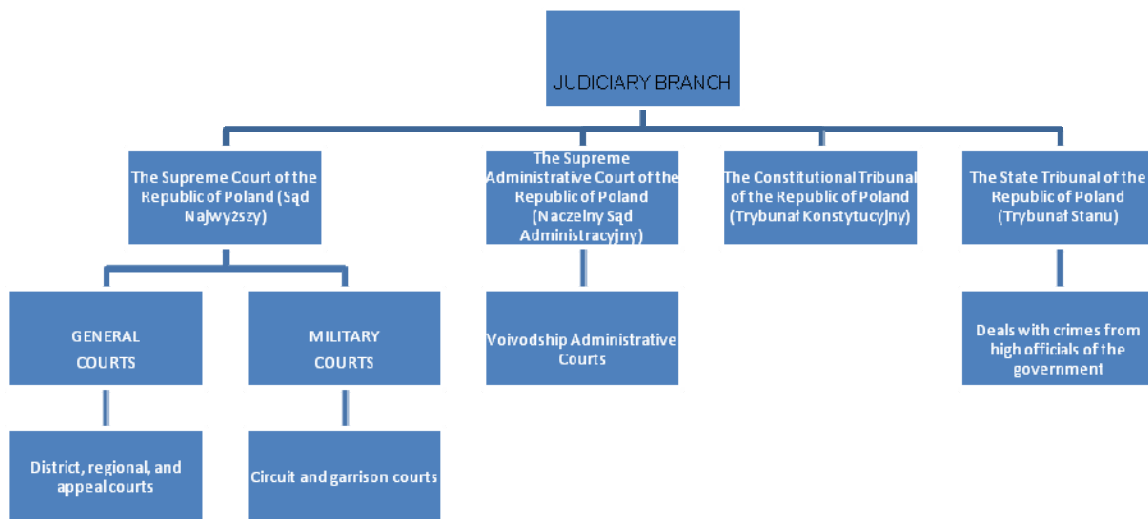 JUDICIARY BRANCH
The Supreme Court of the
Republic of Poland (Sąd
Najwyższy)
The Supreme
Administrative Court of the
Republic of Poland
(Naczelny Sąd
Administracyjny)
The Constitutional Tribunal
of the Republic of Poland
(Trybunał Konstytucyjny)
The State Tribunal of the
Republic of Poland
(Trybunał Stanu)
GENERAL
COURTS
MILITARY
COURTS
Voivodship Administrative
Courts
Deals with crimes from
high officials of the
government
District, regional, and
appeal courts
Circuit and garrison courts